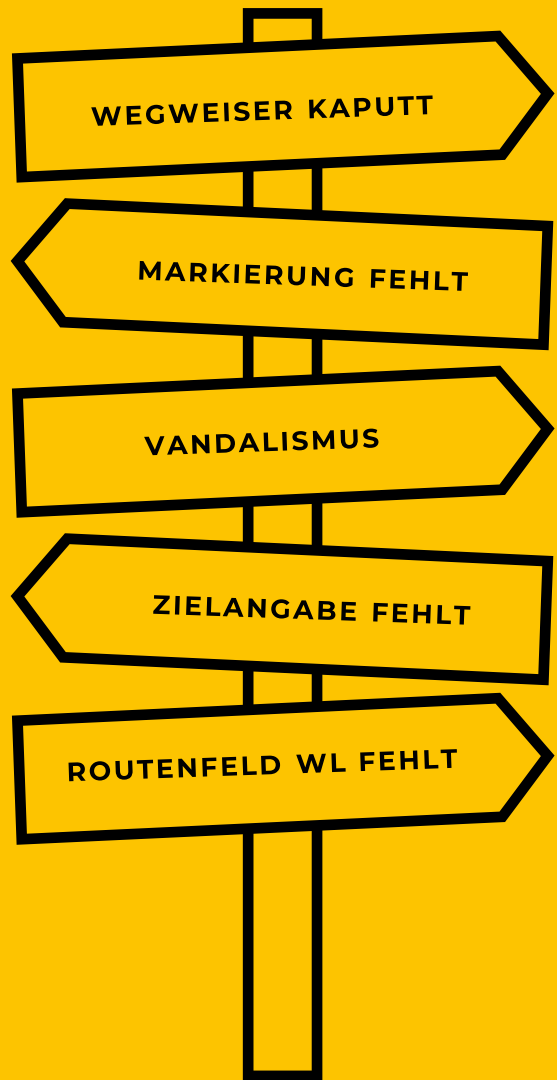 WEGWEISER KAPUTT
MARKIERUNG FEHLT
VANDALISMUS
ZIELANGABE FEHLT
ROUTENFELD WL FEHLT